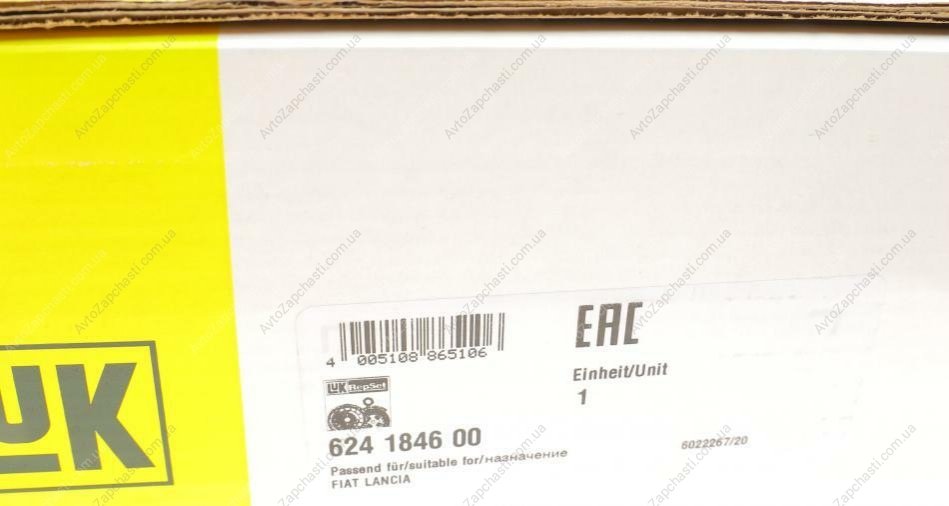 LUK
4 005108 865106
EAC
Einheit/Unit
1
LUK RepSet
624 1846 00
Passend für/suitable for/назначение
FIAT LANCIA
6022267/20
AvtoZapchasti.com.ua